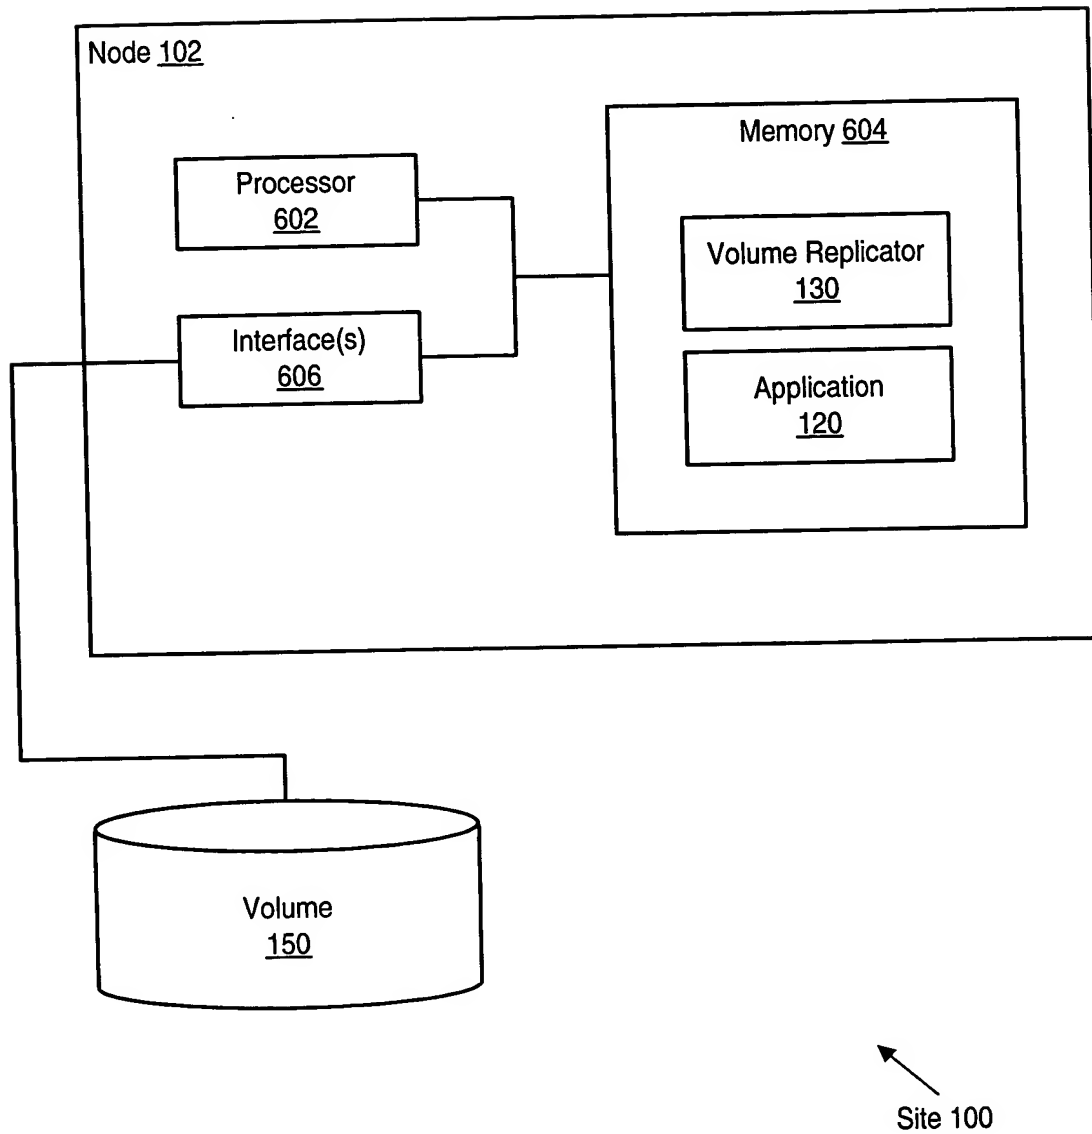 Node 102
Memory 604
Processor
602
Volume Replicator
130
Interface(s)
606
Application
120
Volume
150
Site 100